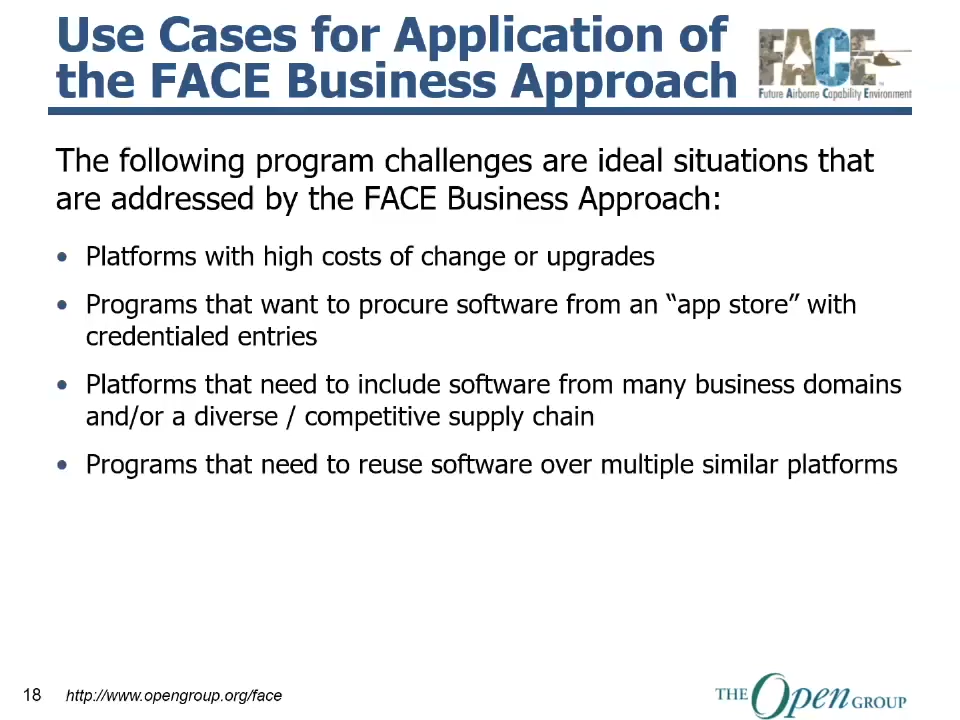 Use Cases for Application of
the FACE Business Approach
FACE
Future Airborne Capability Environment
The following program challenges are ideal situations that
are addressed by the FACE Business Approach:
• Platforms with high costs of change or upgrades
• Programs that want to procure software from an “app store” with
credentialed entries
• Platforms that need to include software from many business domains
and/or a diverse / competitive supply chain
• Programs that need to reuse software over multiple similar platforms
18 http://www.opengroup.org/face
THE Open GROUP